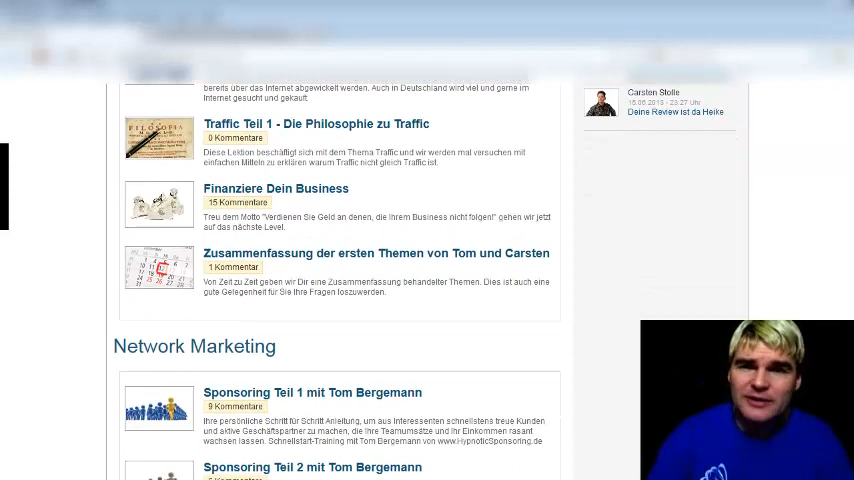 bereits über das Internet abgewickelt werden. Auch in Deutschland wird viel und gerne im
Internet gesucht und gekauft.
Traffic Teil 1 - Die Philosophie zu Traffic
0 Kommentare
Diese Lektion beschäftigt sich mit dem Thema Traffic und wir werden mal versuchen mit
einfachen Mitteln zu erklären warum Traffic nicht gleich Traffic ist.
Finanziere Dein Business
15 Kommentare
Treu dem Motto "Verdienen Sie Geld an denen, die Ihrem Business nicht folgen!" gehen wir jetzt
auf das nächste Level.
Zusammenfassung der ersten Themen von Tom und Carsten
1 Kommentar
Von Zeit zu Zeit geben wir Dir eine Zusammenfassung behandelter Themen. Dies ist auch eine
gute Gelegenheit für Sie Ihre Fragen loszuwerden.
Network Marketing
Sponsoring Teil 1 mit Tom Bergemann
9 Kommentare
Ihre persönliche Schritt für Schritt Anleitung, um aus Interessenten schnellstens treue Kunden
und aktive Geschäftspartner zu machen, die Ihre Teamumsätze und Ihr Einkommen rasant
wachsen lassen. Schnellstart-Training mit Tom Bergemann von www.HypnoticSponsoring.de
Sponsoring Teil 2 mit Tom Bergemann
Carsten Stolle
15.05.2013 - 23:27 Uhr
Deine Review ist da Heike